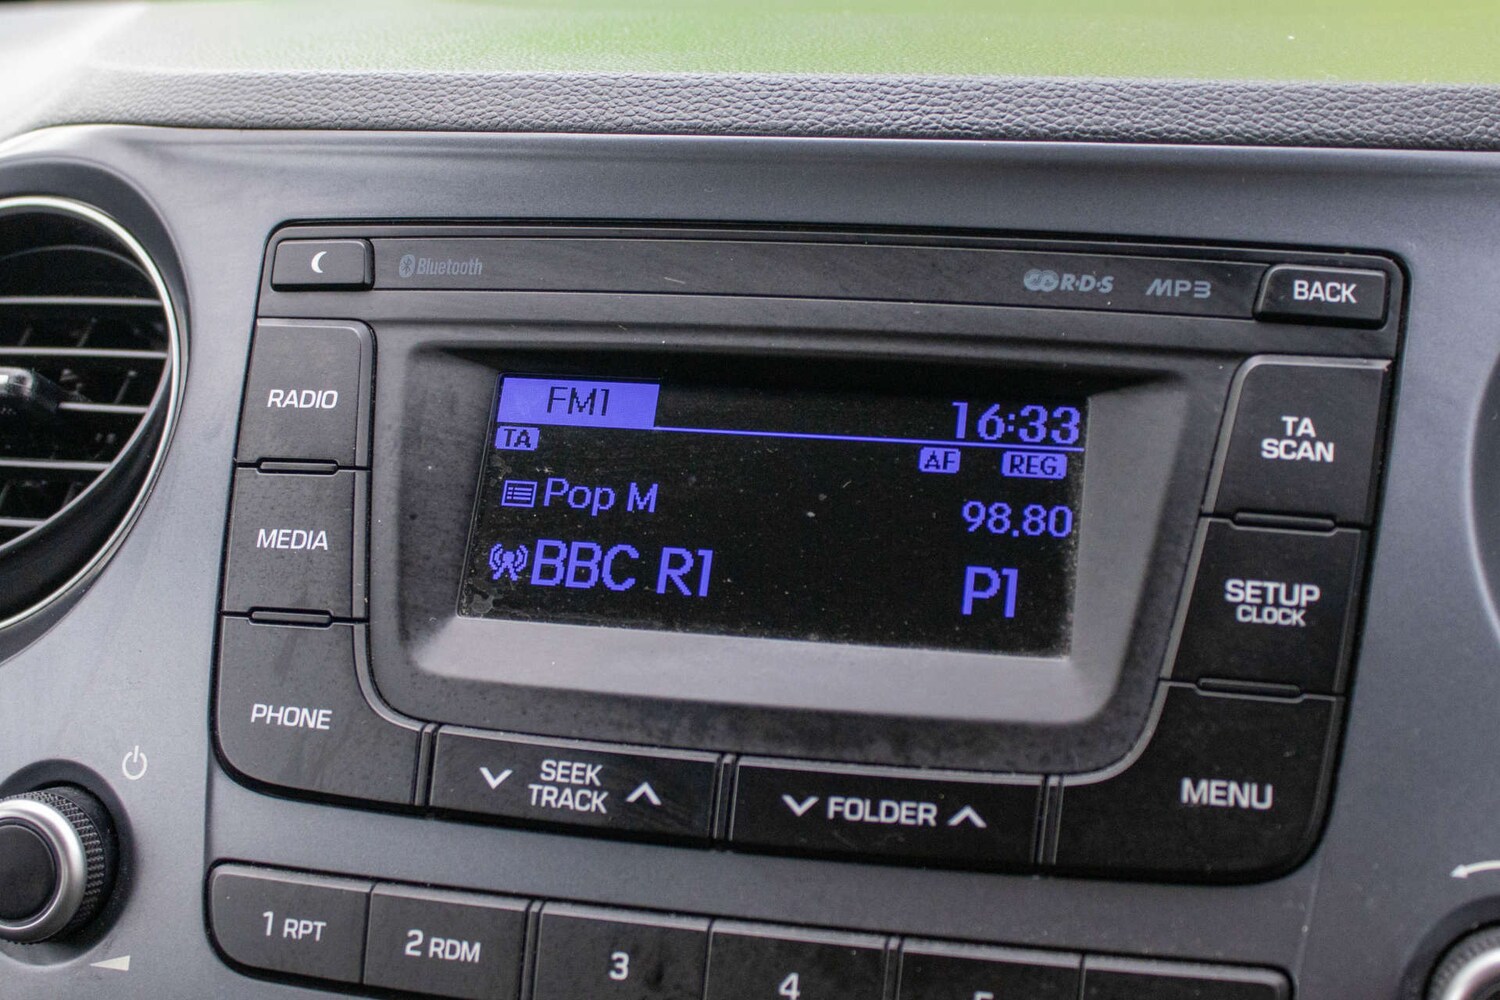 Bluetooth
R·D·S
MP3
BACK
RADIO
MEDIA
PHONE
FM1
16:33
TA
AF
REG.
Pop M
98.80
BBC R1
P1
TA
SCAN
SETUP
CLOCK
MENU
SEEK
TRACK
FOLDER
1 RPT
2 RDM
3
4